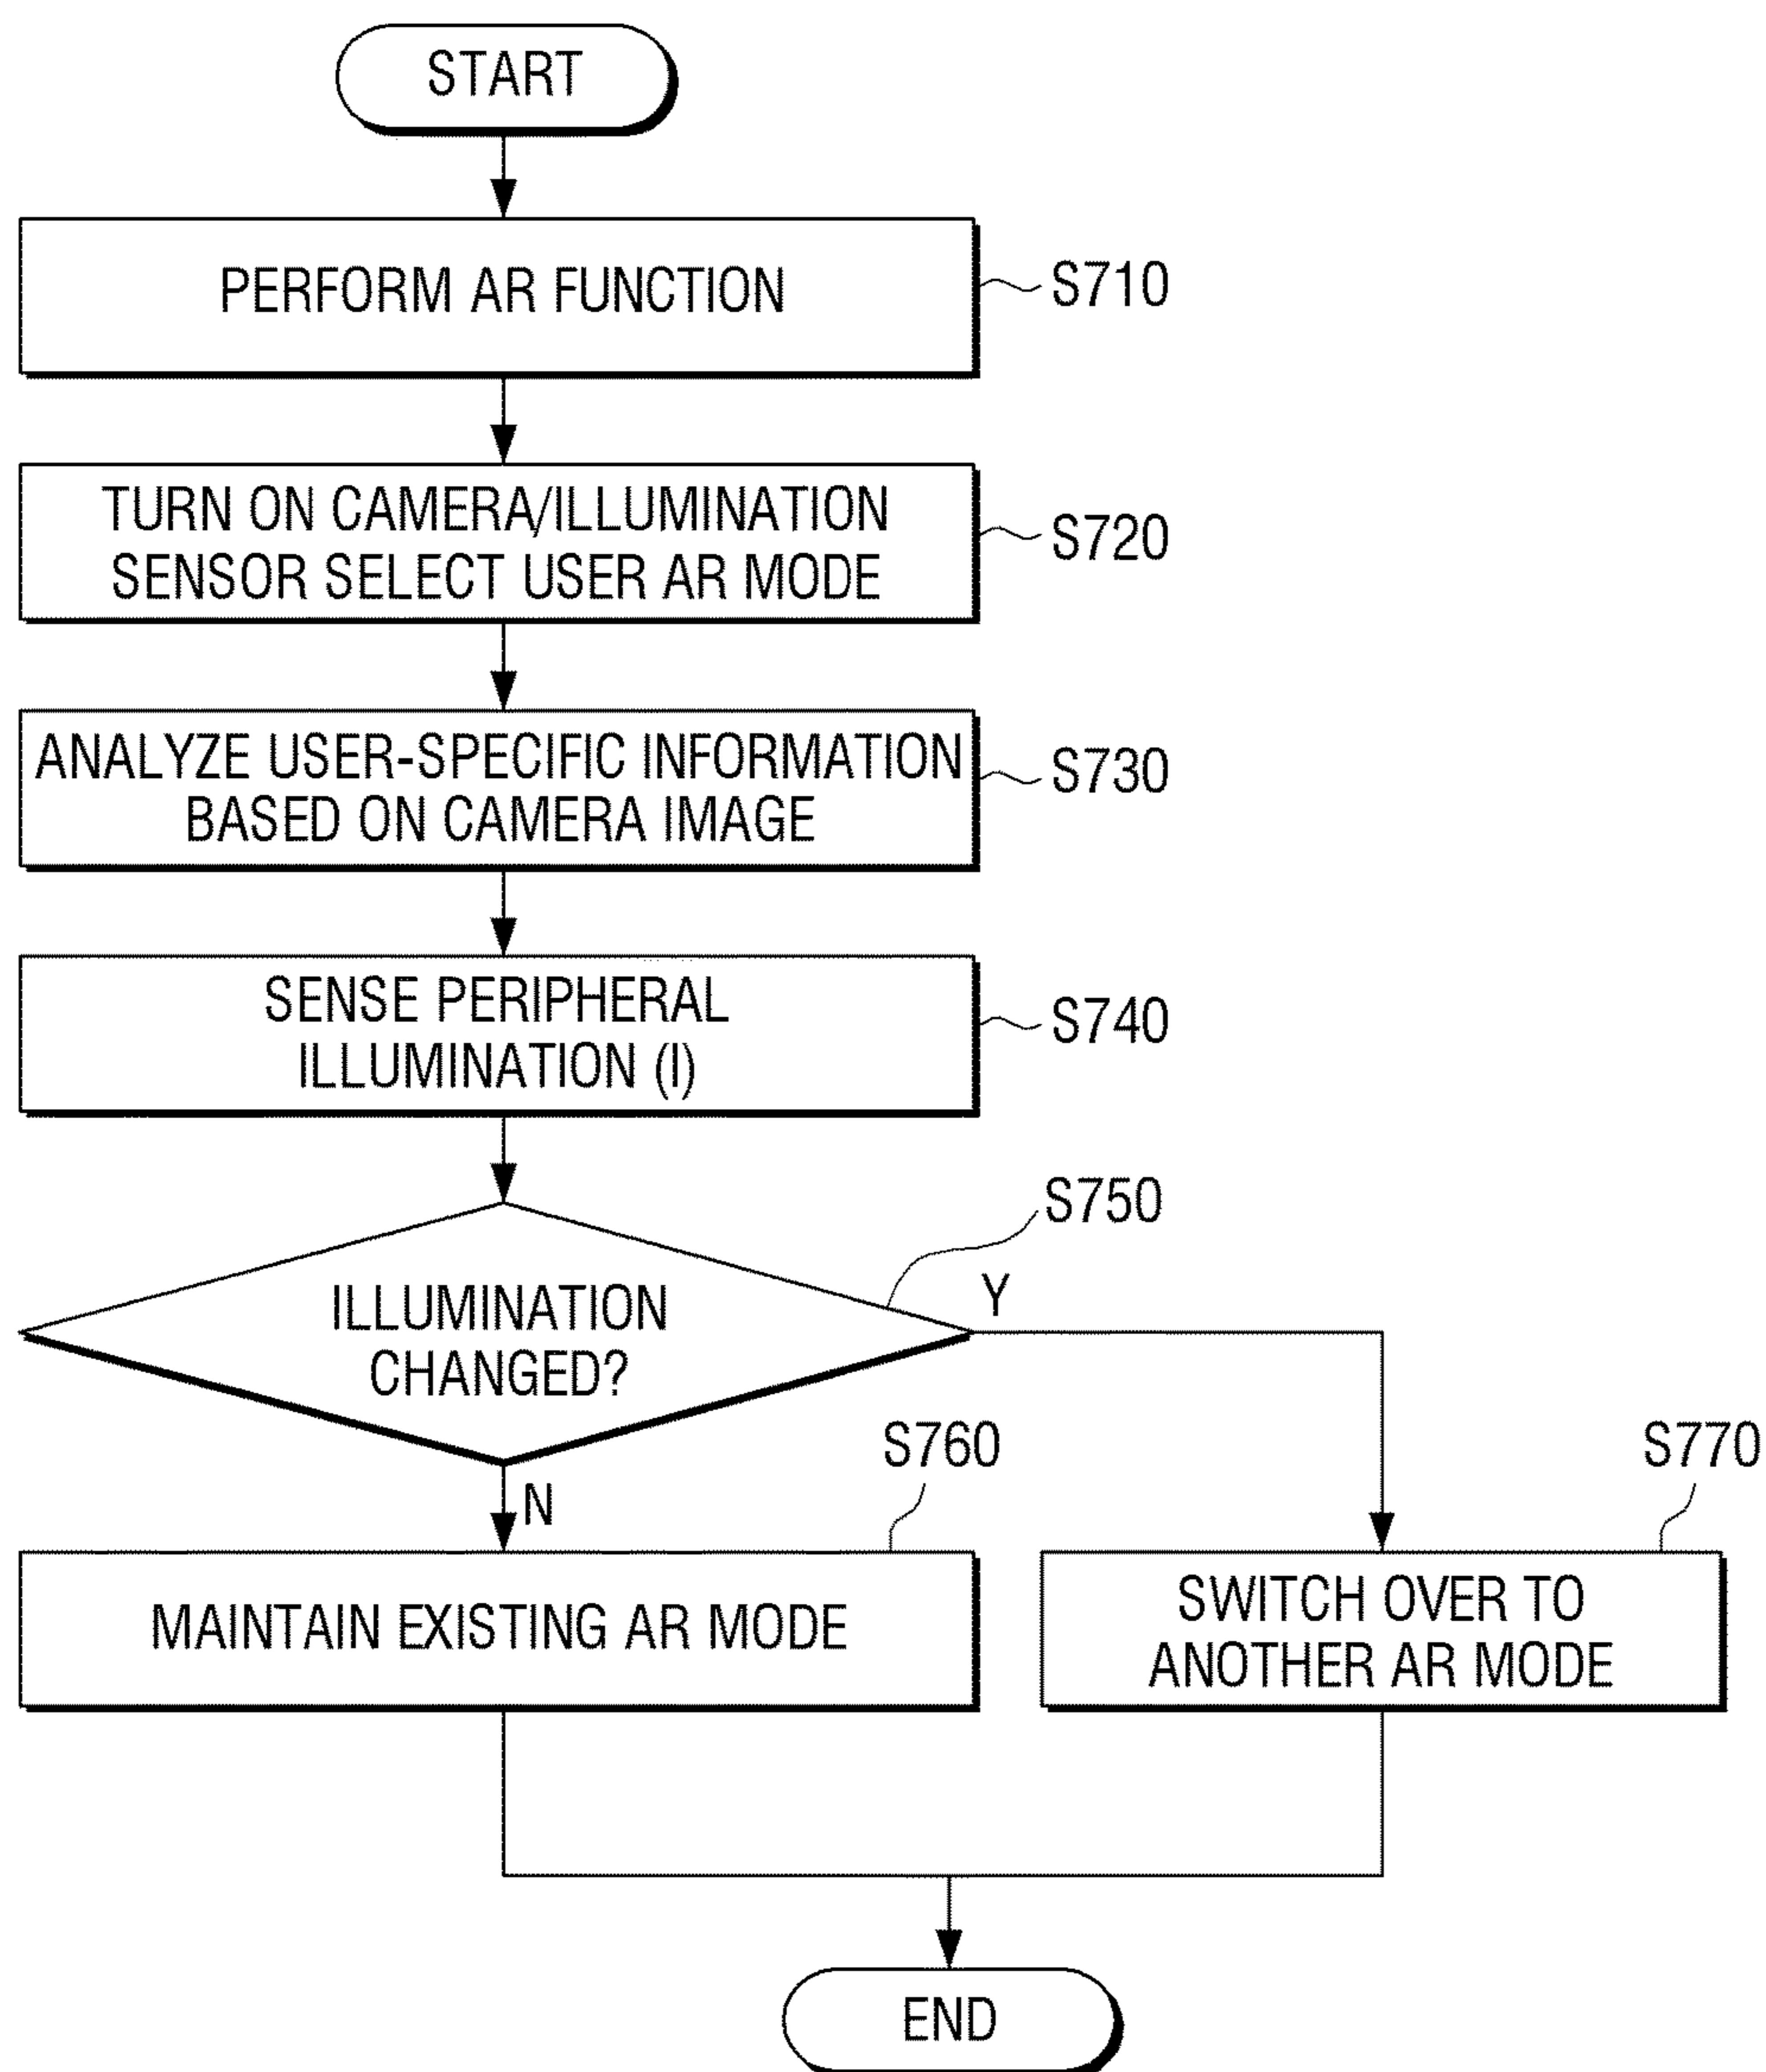 START
PERFORM AR FUNCTION
S710
TURN ON CAMERA/ILLUMINATION
SENSOR SELECT USER AR MODE
S720
ANALYZE USER-SPECIFIC INFORMATION
BASED ON CAMERA IMAGE
S730
SENSE PERIPHERAL
ILLUMINATION (I)
S740
S750
ILLUMINATION
CHANGED?
Y
N
S760
MAINTAIN EXISTING AR MODE
S770
SWITCH OVER TO
ANOTHER AR MODE
END